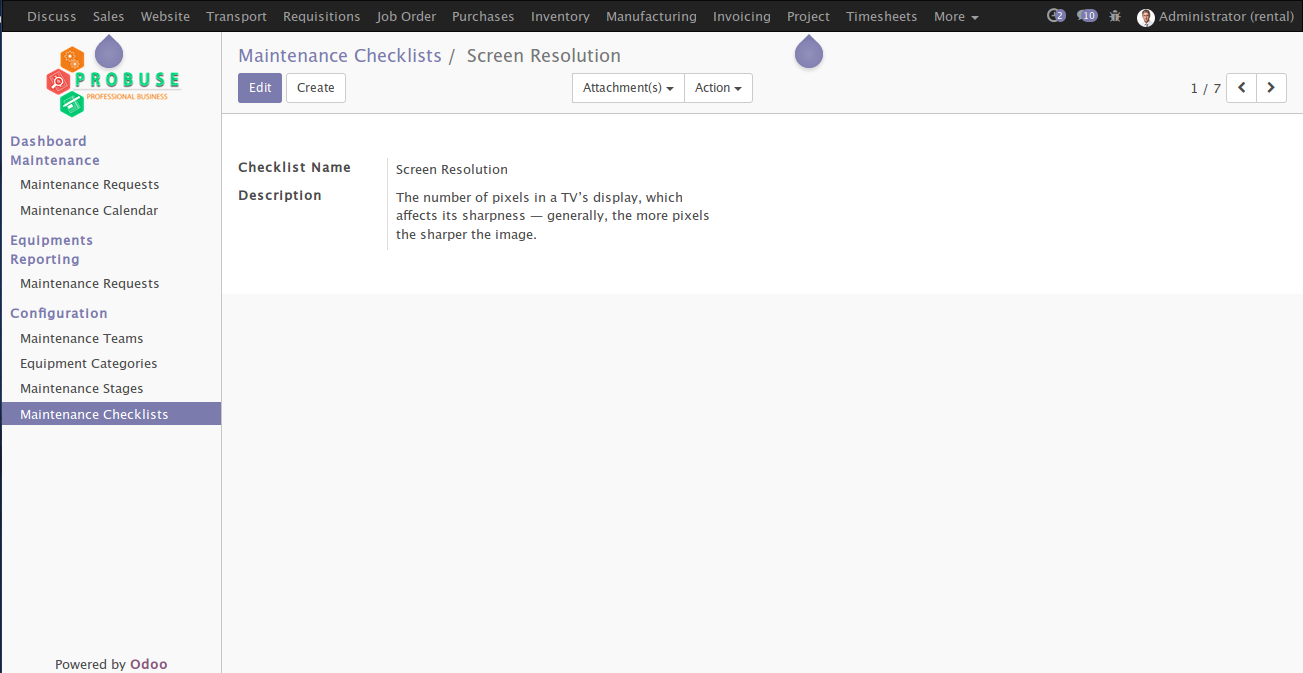 Discuss Sales Website Transport Requisitions Job Order Purchases Inventory Manufacturing Invoicing Project Timesheets More 2 10 Administrator (rental)
PROBUSE
PROFESSIONAL BUSINESS
Maintenance Checklists / Screen Resolution
Edit Create Attachment(s) Action 1 / 7
Dashboard
Maintenance
Maintenance Requests
Maintenance Calendar
Equipments
Reporting
Maintenance Requests
Configuration
Maintenance Teams
Equipment Categories
Maintenance Stages
Maintenance Checklists
Powered by Odoo
Checklist Name Screen Resolution
Description The number of pixels in a TV’s display, which
affects its sharpness — generally, the more pixels
the sharper the image.